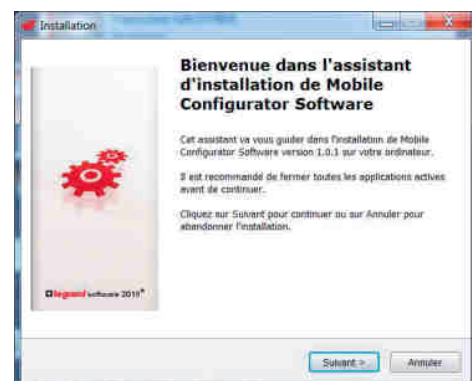 Installation
Bienvenue dans l'assistant
d'installation de Mobile
Configurator Software
Cet assistant va vous guider dans l'installation de Mobile
Configurator Software version 1.0.1 sur votre ordinateur.
Il est recommandé de fermer toutes les applications actives
avant de continuer.
Cliquez sur Suivant pour continuer ou sur Annuler pour
abandonner l'installation.
legrand software 2010
Suivant >
Annuler